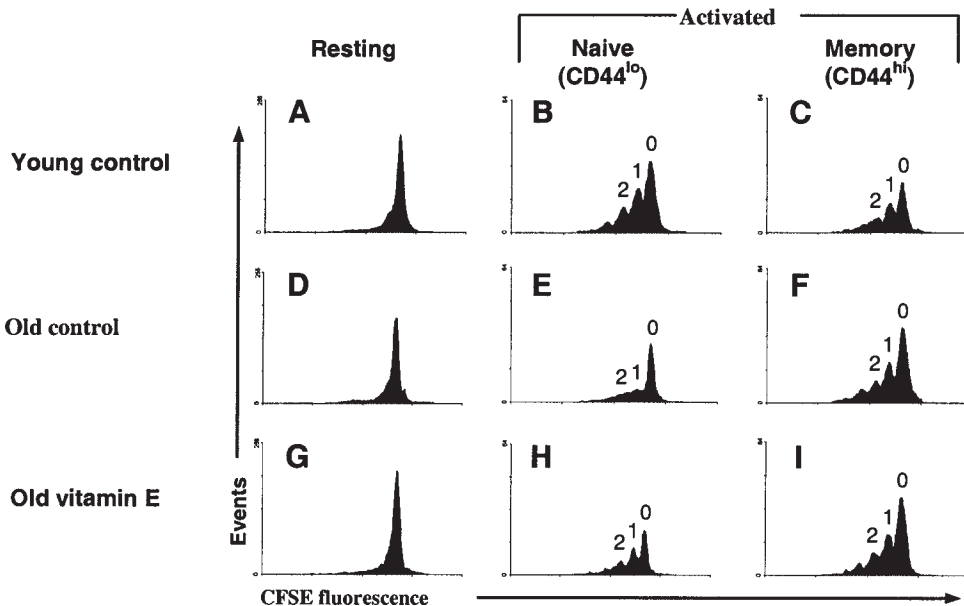 Activated
Resting
Naive
(CD44lo)
Memory
(CD44hi)
Young control
A
B
C
0
1
2
0
1
2
Old control
D
E
F
0
1
2
0
1
2
Old vitamin E
G
H
I
0
1
2
0
1
2
Events
CFSE fluorescence